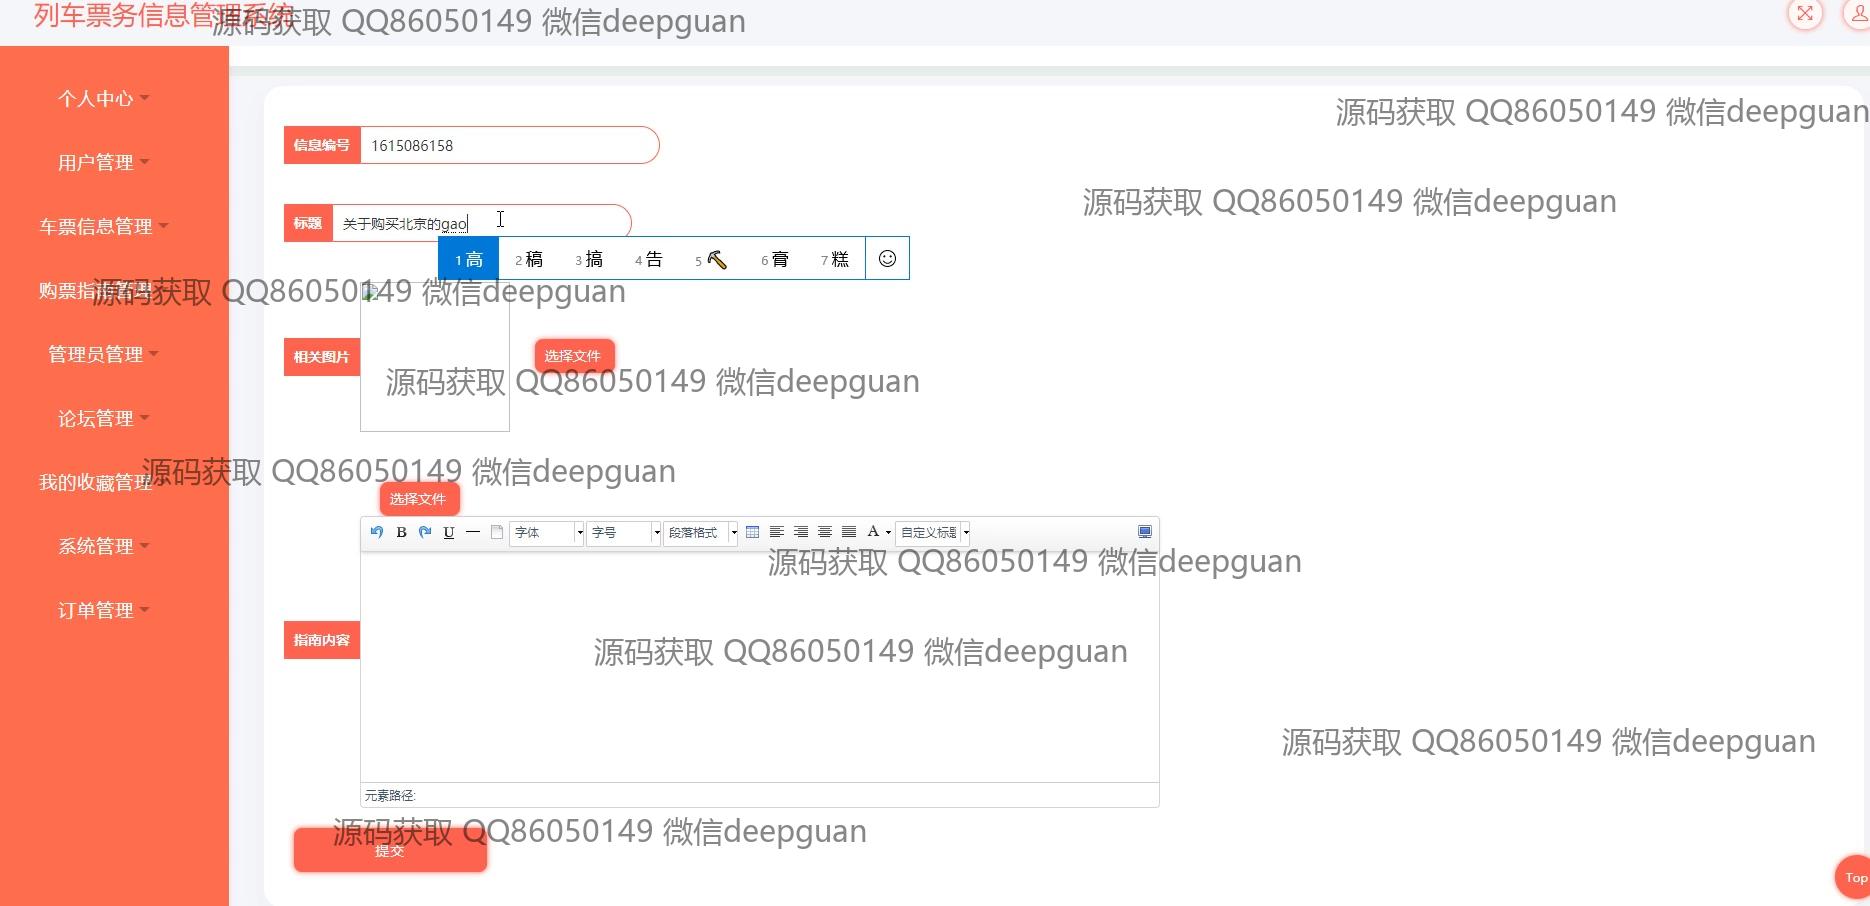 列车票务信息管理系统
源码获取 QQ86050149 微信deepguan
个人中心
源码获取 QQ86050149 微信deepguan
信息编号 1615086158
用户管理
源码获取 QQ86050149 微信deepguan
标题 关于购买北京的gao
车票信息管理
1 高 2 稿 3 搞 4 告 5 🔨 6 膏 7 糕
购票指南管理
源码获取 QQ86050149 微信deepguan
管理员管理
相关图片
选择文件
源码获取 QQ86050149 微信deepguan
论坛管理
我的收藏管理
源码获取 QQ86050149 微信deepguan
选择文件
B U 字体 字号 段落格式 A 自定义标题
系统管理
源码获取 QQ86050149 微信deepguan
订单管理
指南内容
源码获取 QQ86050149 微信deepguan
源码获取 QQ86050149 微信deepguan
元素路径:
源码获取 QQ86050149 微信deepguan
提交
Top